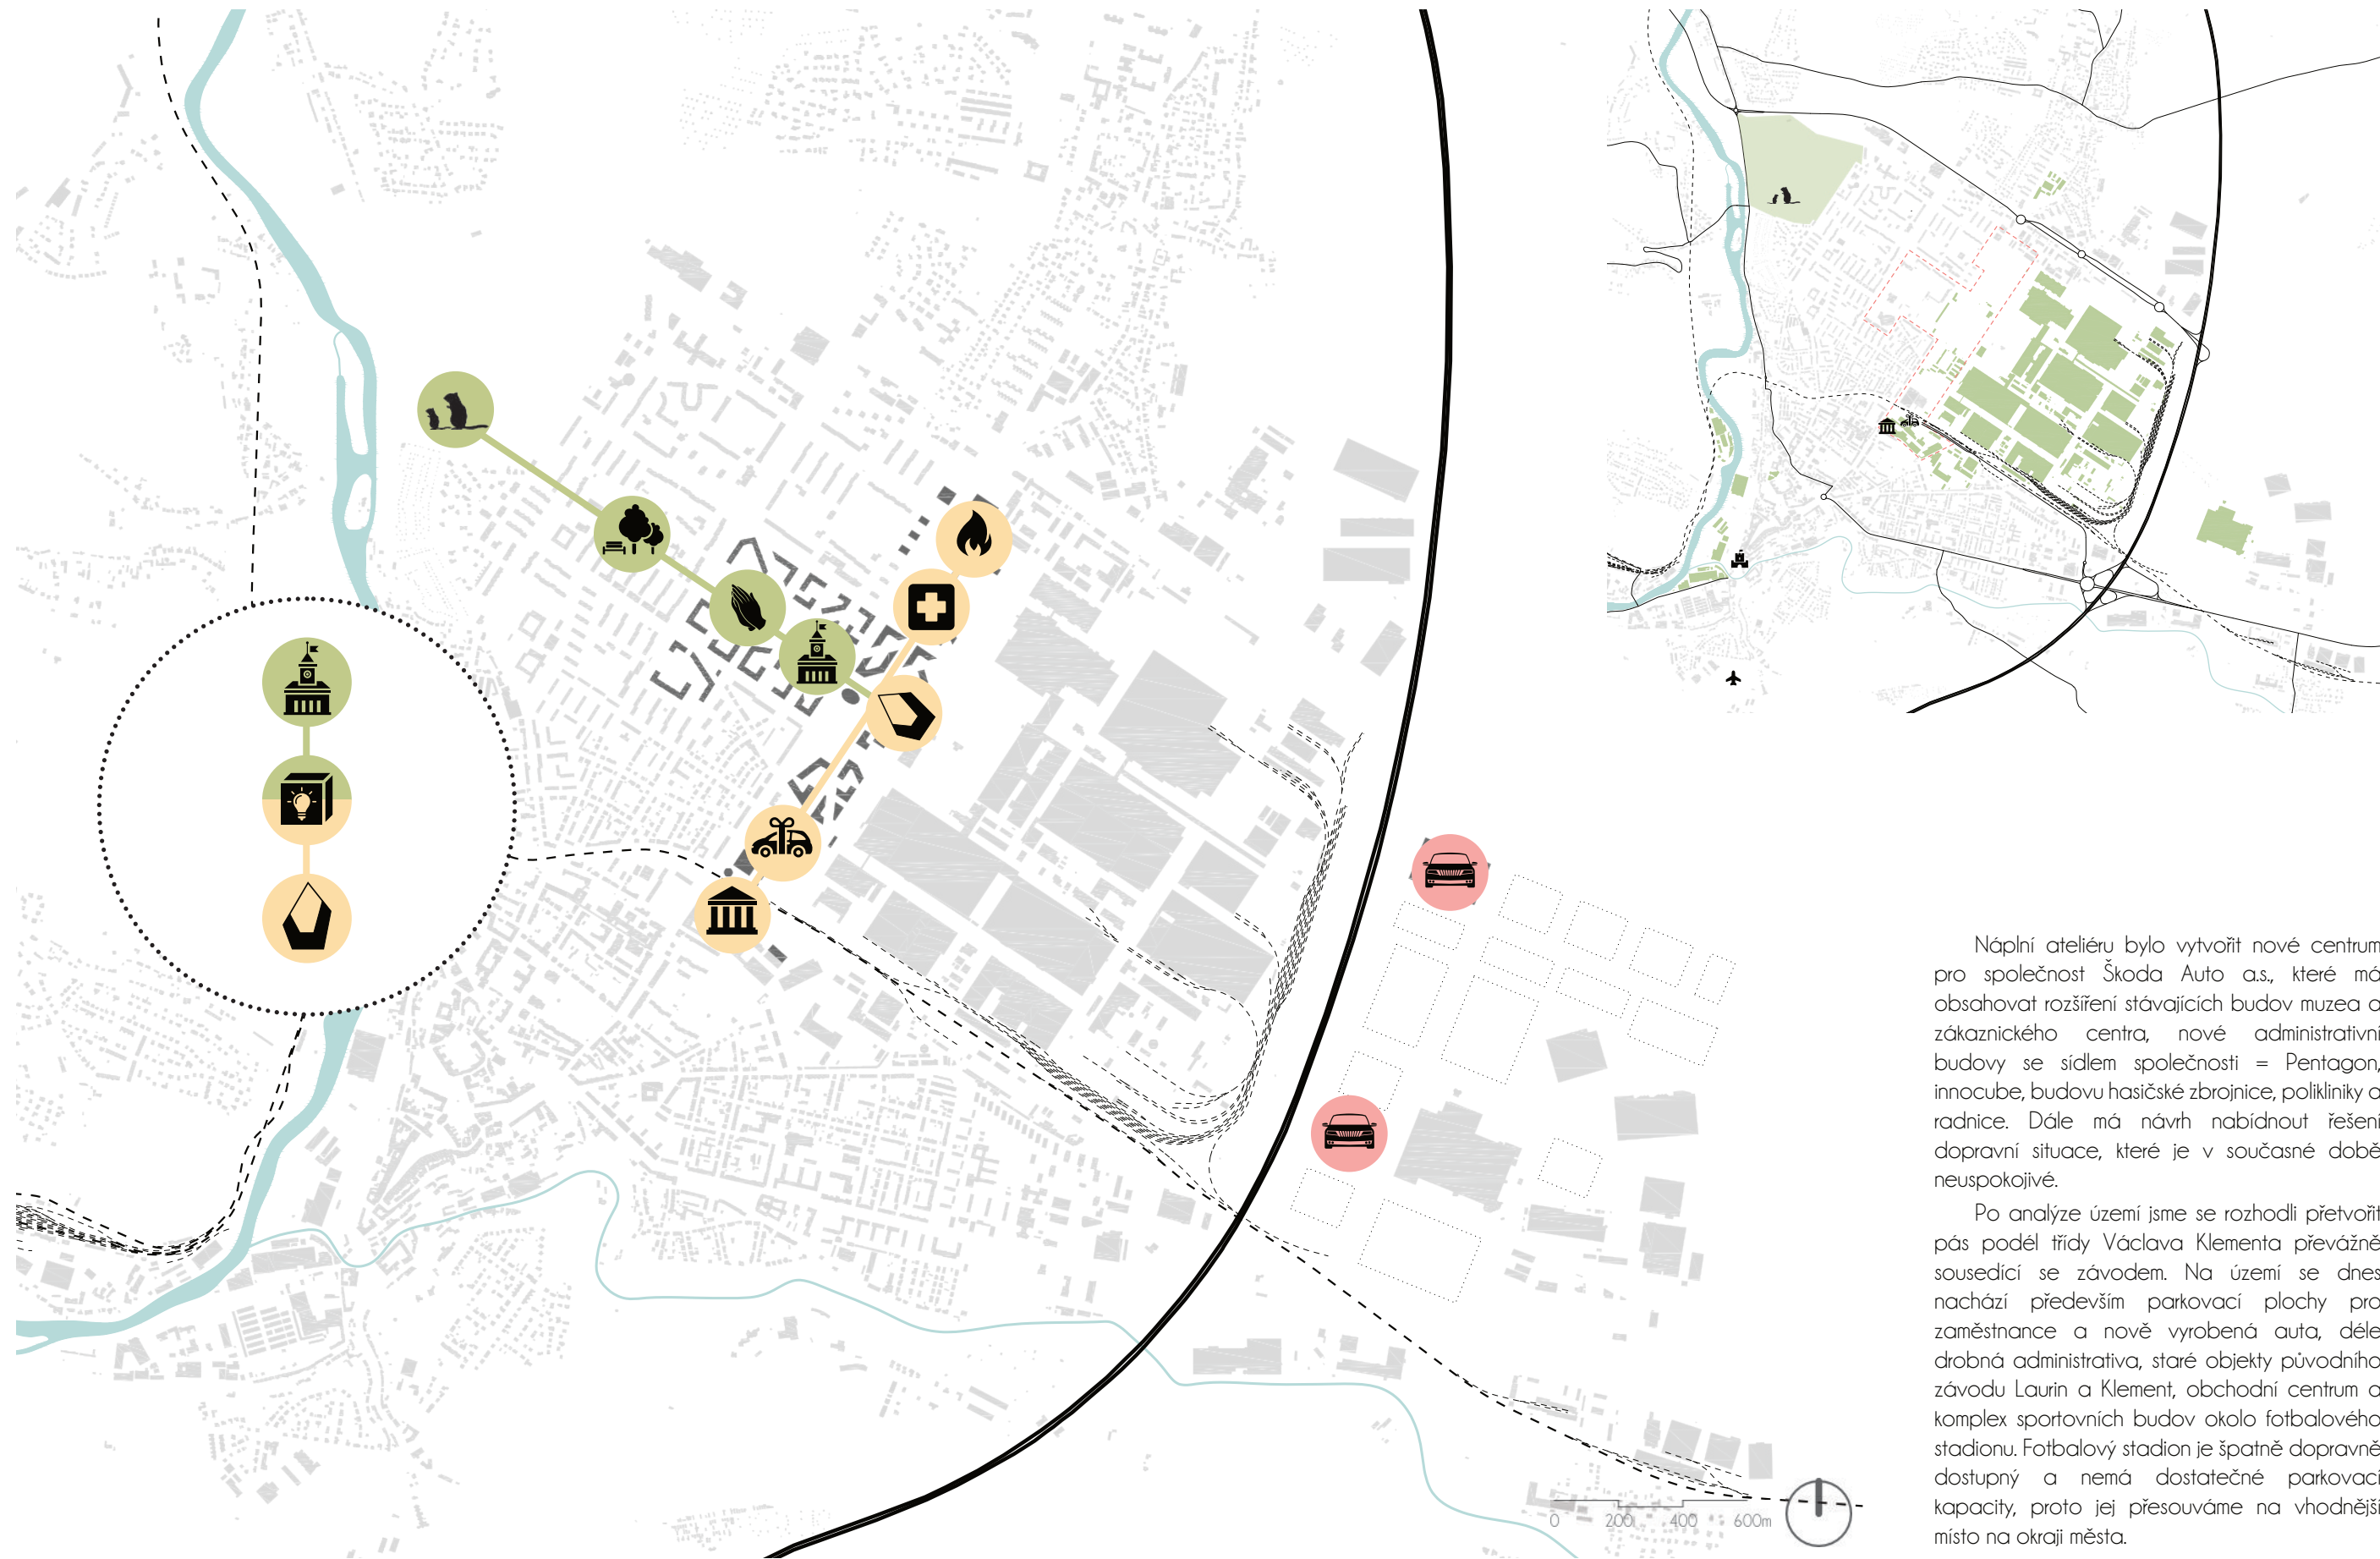 Náplní ateliéru bylo vytvořit nové centrum
pro společnost Škoda Auto a.s., které má
obsahovat rozšíření stávajících budov muzea a
zákaznického centra, nové administrativní
budovy se sídlem společnosti = Pentagon,
innocube, budovu hasičské zbrojnice, polikliniky a
radnice. Dále má návrh nabídnout řešení
dopravní situace, které je v současné době
neuspokojivé.
Po analýze území jsme se rozhodli přetvořit
pás podél třídy Václava Klementa převážně
sousedící se závodem. Na území se dnes
nachází především parkovací plochy pro
zaměstnance a nově vyrobená auta, déle
drobná administrativa, staré objekty původního
závodu Laurin a Klement, obchodní centrum a
komplex sportovních budov okolo fotbalového
stadionu. Fotbalový stadion je špatně dopravně
dostupný a nemá dostatečné parkovací
kapacity, proto jej přesouváme na vhodnější
místo na okraji města.
0 200 400 600m